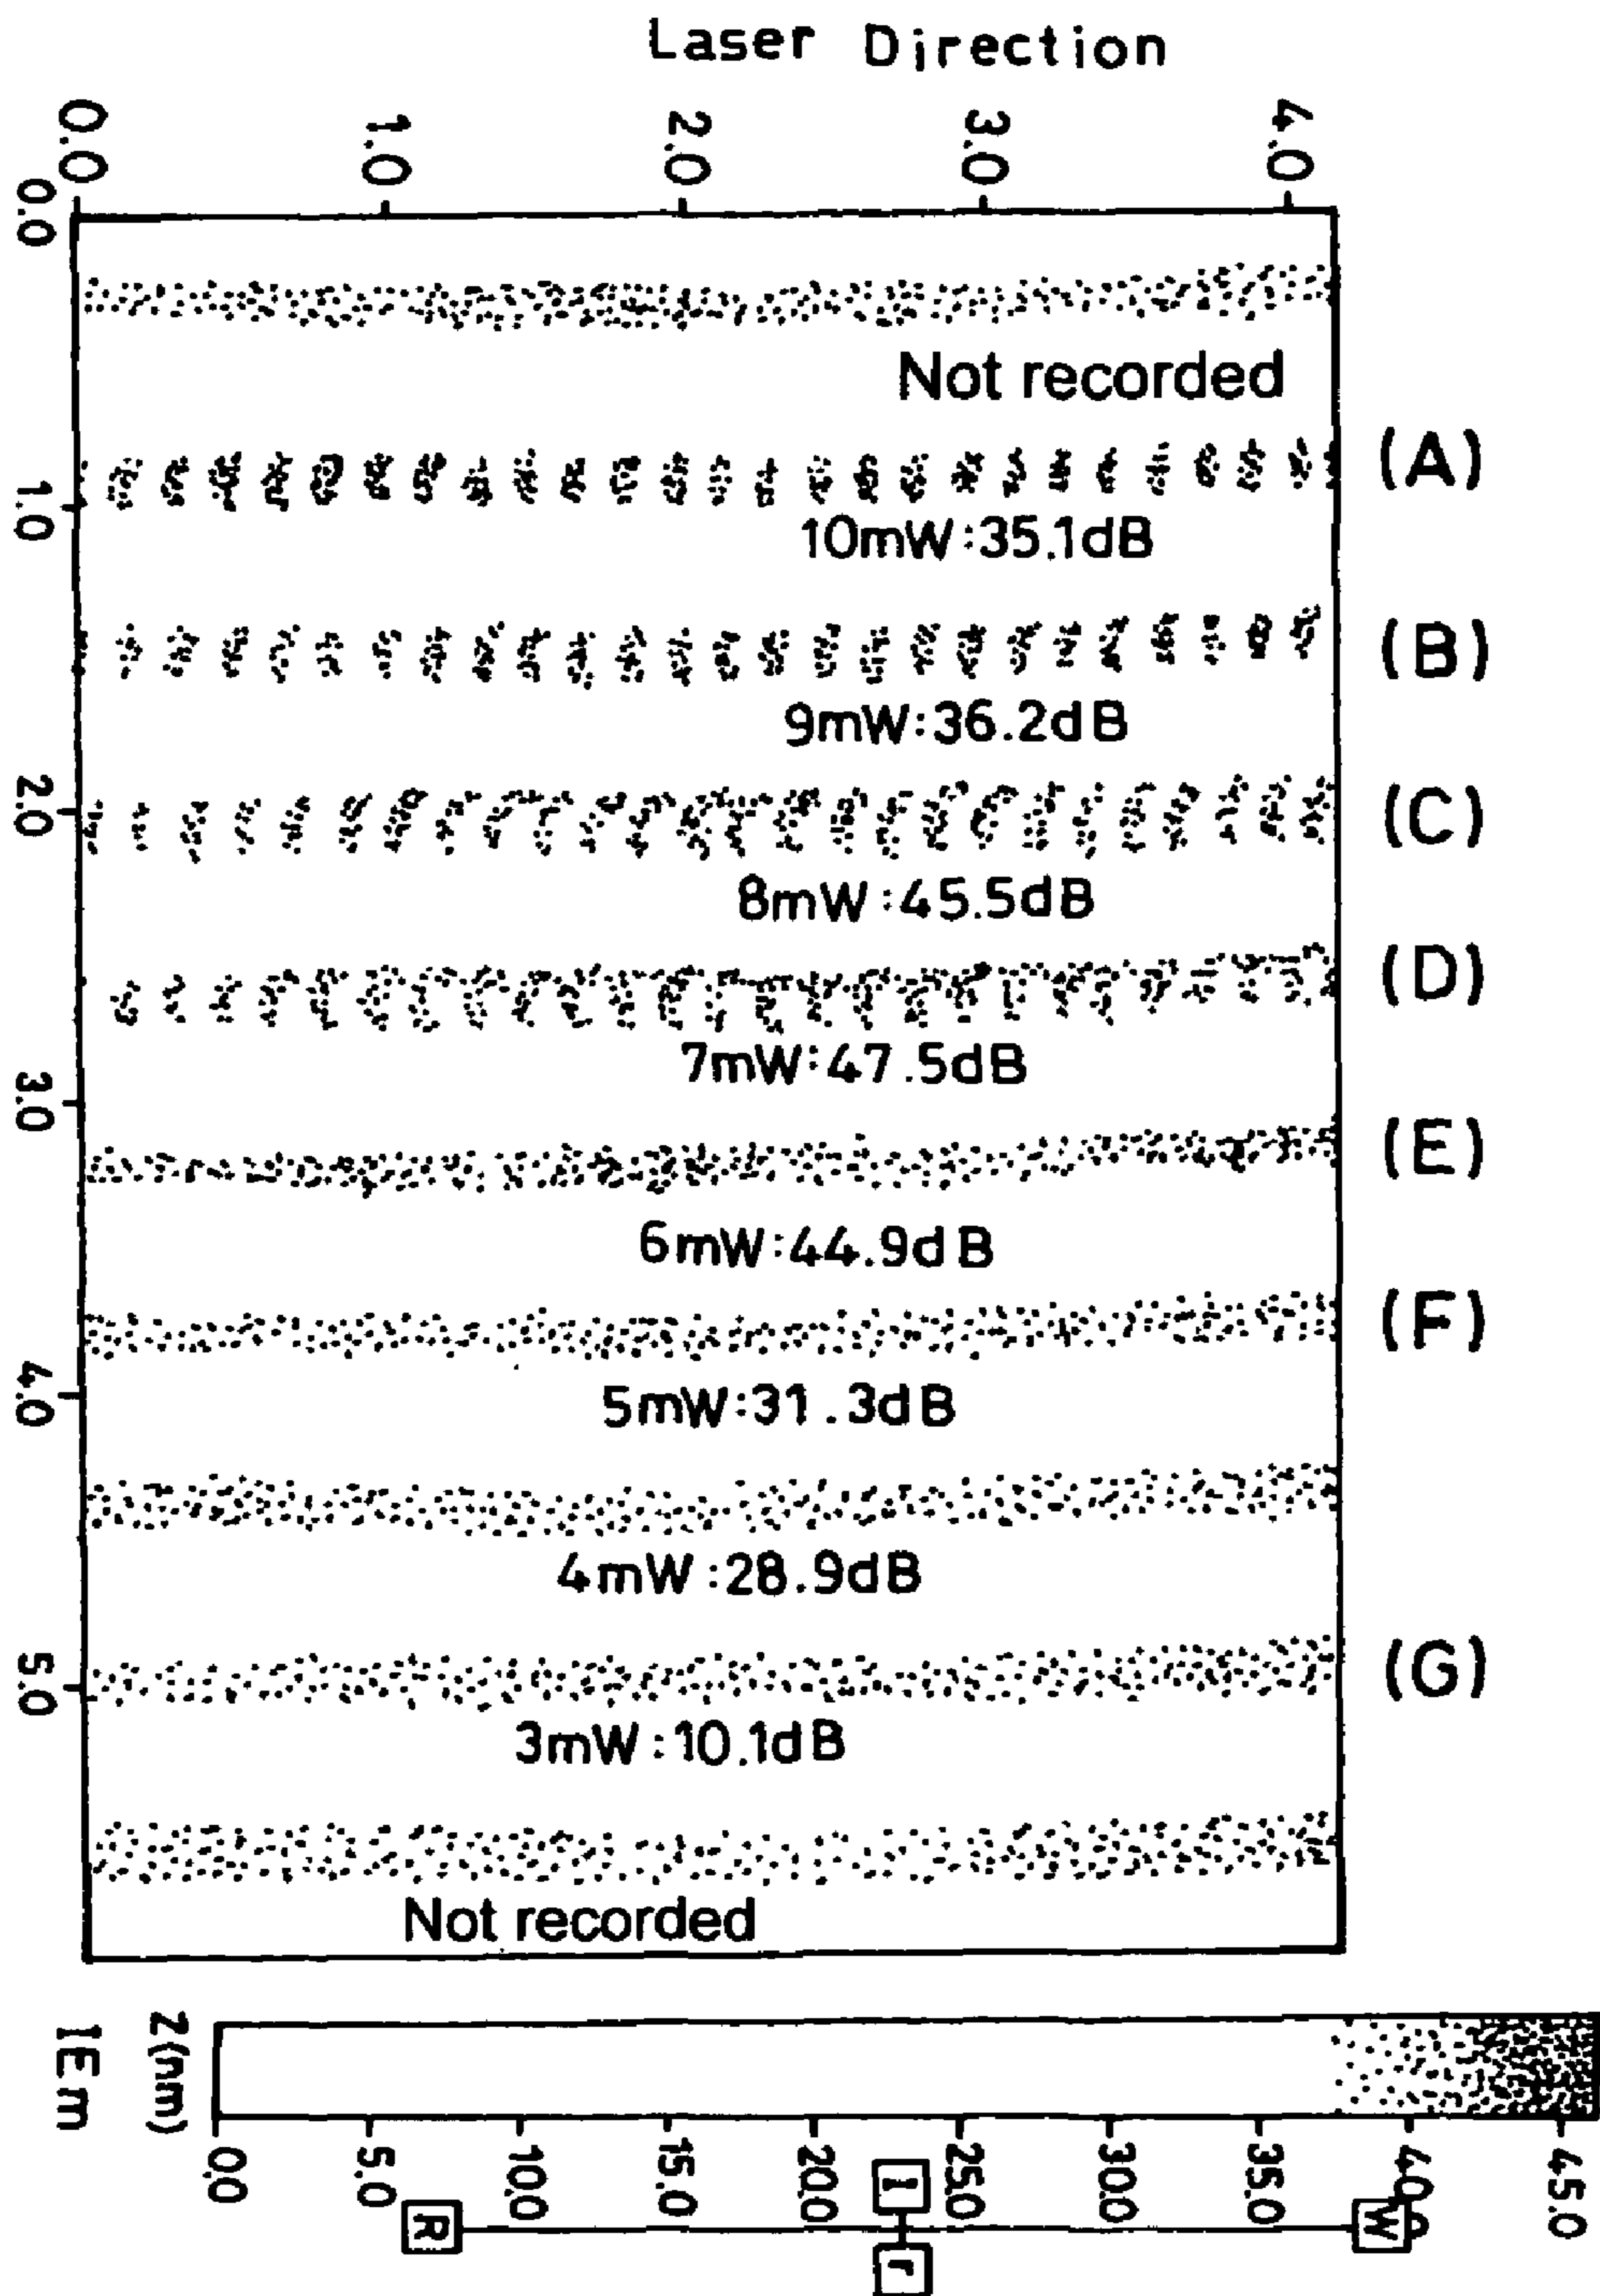 Laser Direction
0.0 1.0 2.0 3.0 4.0
0.0
Not recorded
(A)
1.0
10mW:35.1dB
(B)
9mW:36.2dB
2.0
(C)
8mW:45.5dB
(D)
7mW:47.5dB
3.0
(E)
6mW:44.9dB
(F)
4.0
5mW:31.3dB
4mW:28.9dB
5.0
(G)
3mW:10.1dB
Not recorded
IEm
Z(nm)
0.0 5.0 10.0 15.0 20.0 25.0 30.0 35.0 45.0
R
W
r